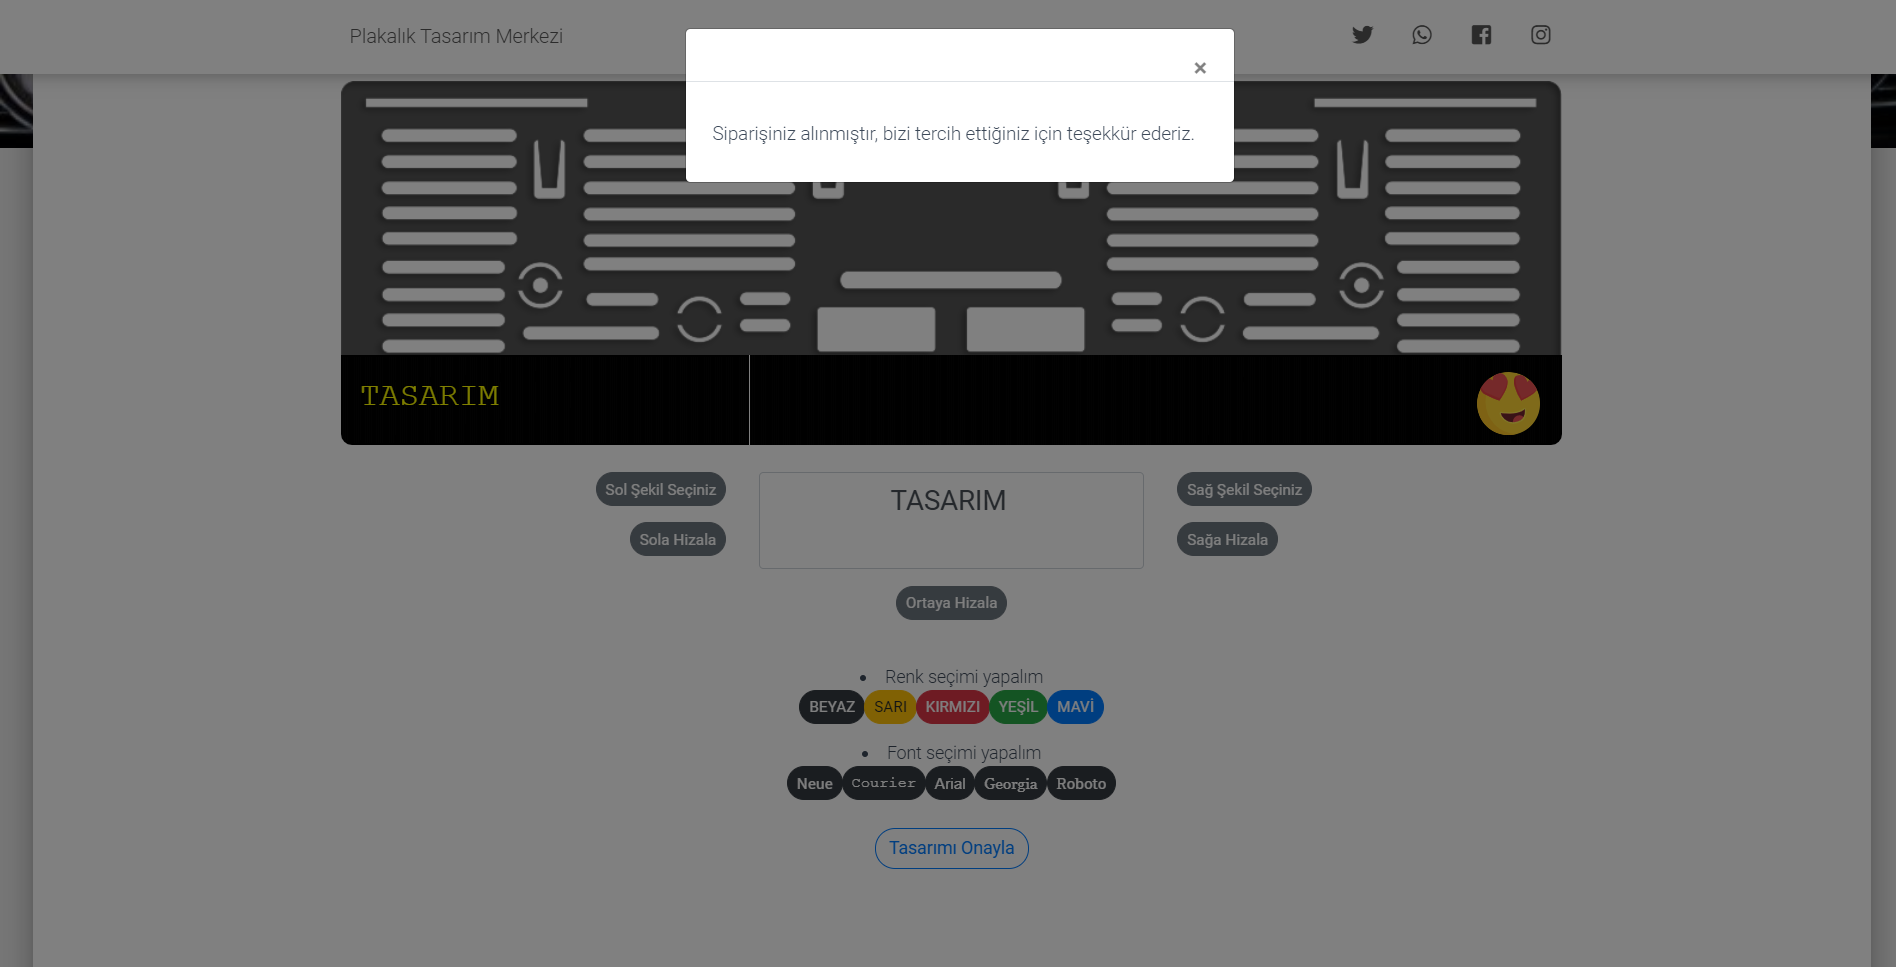 Plakalık Tasarım Merkezi
×
Siparişiniz alınmıştır, bizi tercih ettiğiniz için teşekkür ederiz.
TASARIM
Sol Şekil Seçiniz
TASARIM
Sağ Şekil Seçiniz
Sola Hizala
Sağa Hizala
Ortaya Hizala
• Renk seçimi yapalım
BEYAZ SARI KIRMIZI YEŞİL MAVİ
• Font seçimi yapalım
Neue Courier Arial Georgia Roboto
Tasarımı Onayla